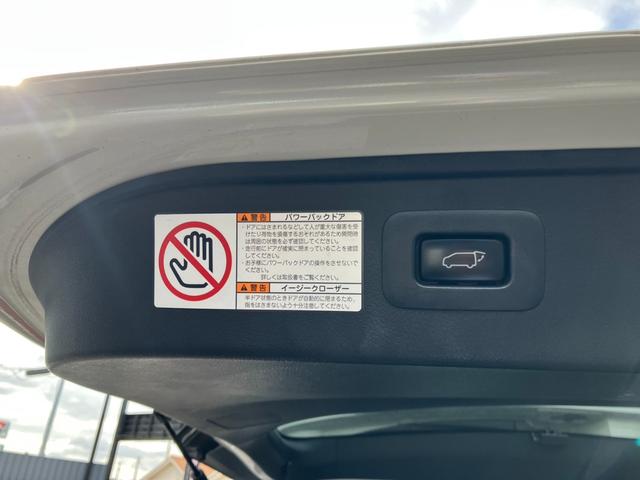 警告 パワーバックドア
・ドアにはさまれるなどして人が重大な傷害を
受けたり荷物を損傷するおそれがあるため開閉時
は周囲の状態を必ず確認してください。
・走行前にドアが確実に閉まっていることを確認
してください。
・お子様にパワーバックドアの操作をさせないで
ください。
詳しくは取扱書をご覧ください。
警告 イージークローザー
半ドア状態のときドアが自動的に閉まるため、
指をはさまないよう十分注意してください。